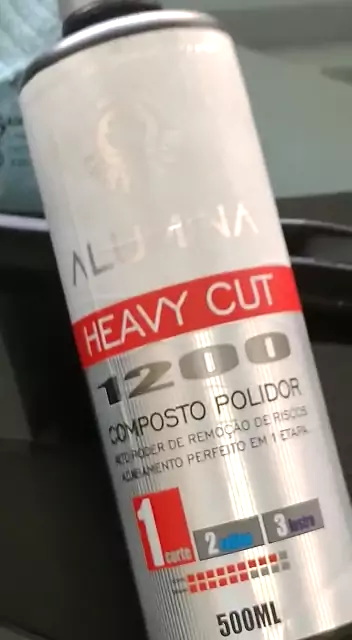 ALUMINA
HEAVY CUT
1200
COMPOSTO POLIDOR
ALTO PODER DE REMOÇÃO DE RISCOS
ACABAMENTO PERFEITO EM 1 ETAPA
1 corte
2 refino
3 lustro
500ML